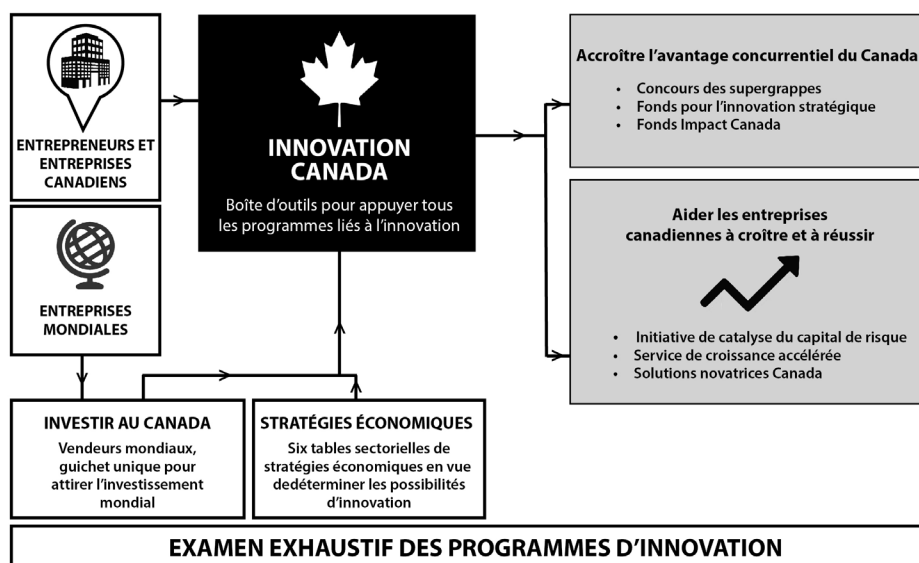 ENTREPRENEURS ET
ENTREPRISES
CANADIENS
ENTREPRISES
MONDIALES
INNOVATION
CANADA
Boîte d'outils pour appuyer tous
les programmes liés à l'innovation
Accroître l'avantage concurrentiel du Canada
• Concours des supergrappes
• Fonds pour l'innovation stratégique
• Fonds Impact Canada
Aider les entreprises
canadiennes à croître et à réussir
• Initiative de catalyse du capital de risque
• Service de croissance accélérée
• Solutions novatrices Canada
INVESTIR AU CANADA
Vendeurs mondiaux,
guichet unique pour
attirer l'investissement
mondial
STRATÉGIES ÉCONOMIQUES
Six tables sectorielles de
stratégies économiques en vue
dedéterminer les possibilités
d'innovation
EXAMEN EXHAUSTIF DES PROGRAMMES D'INNOVATION